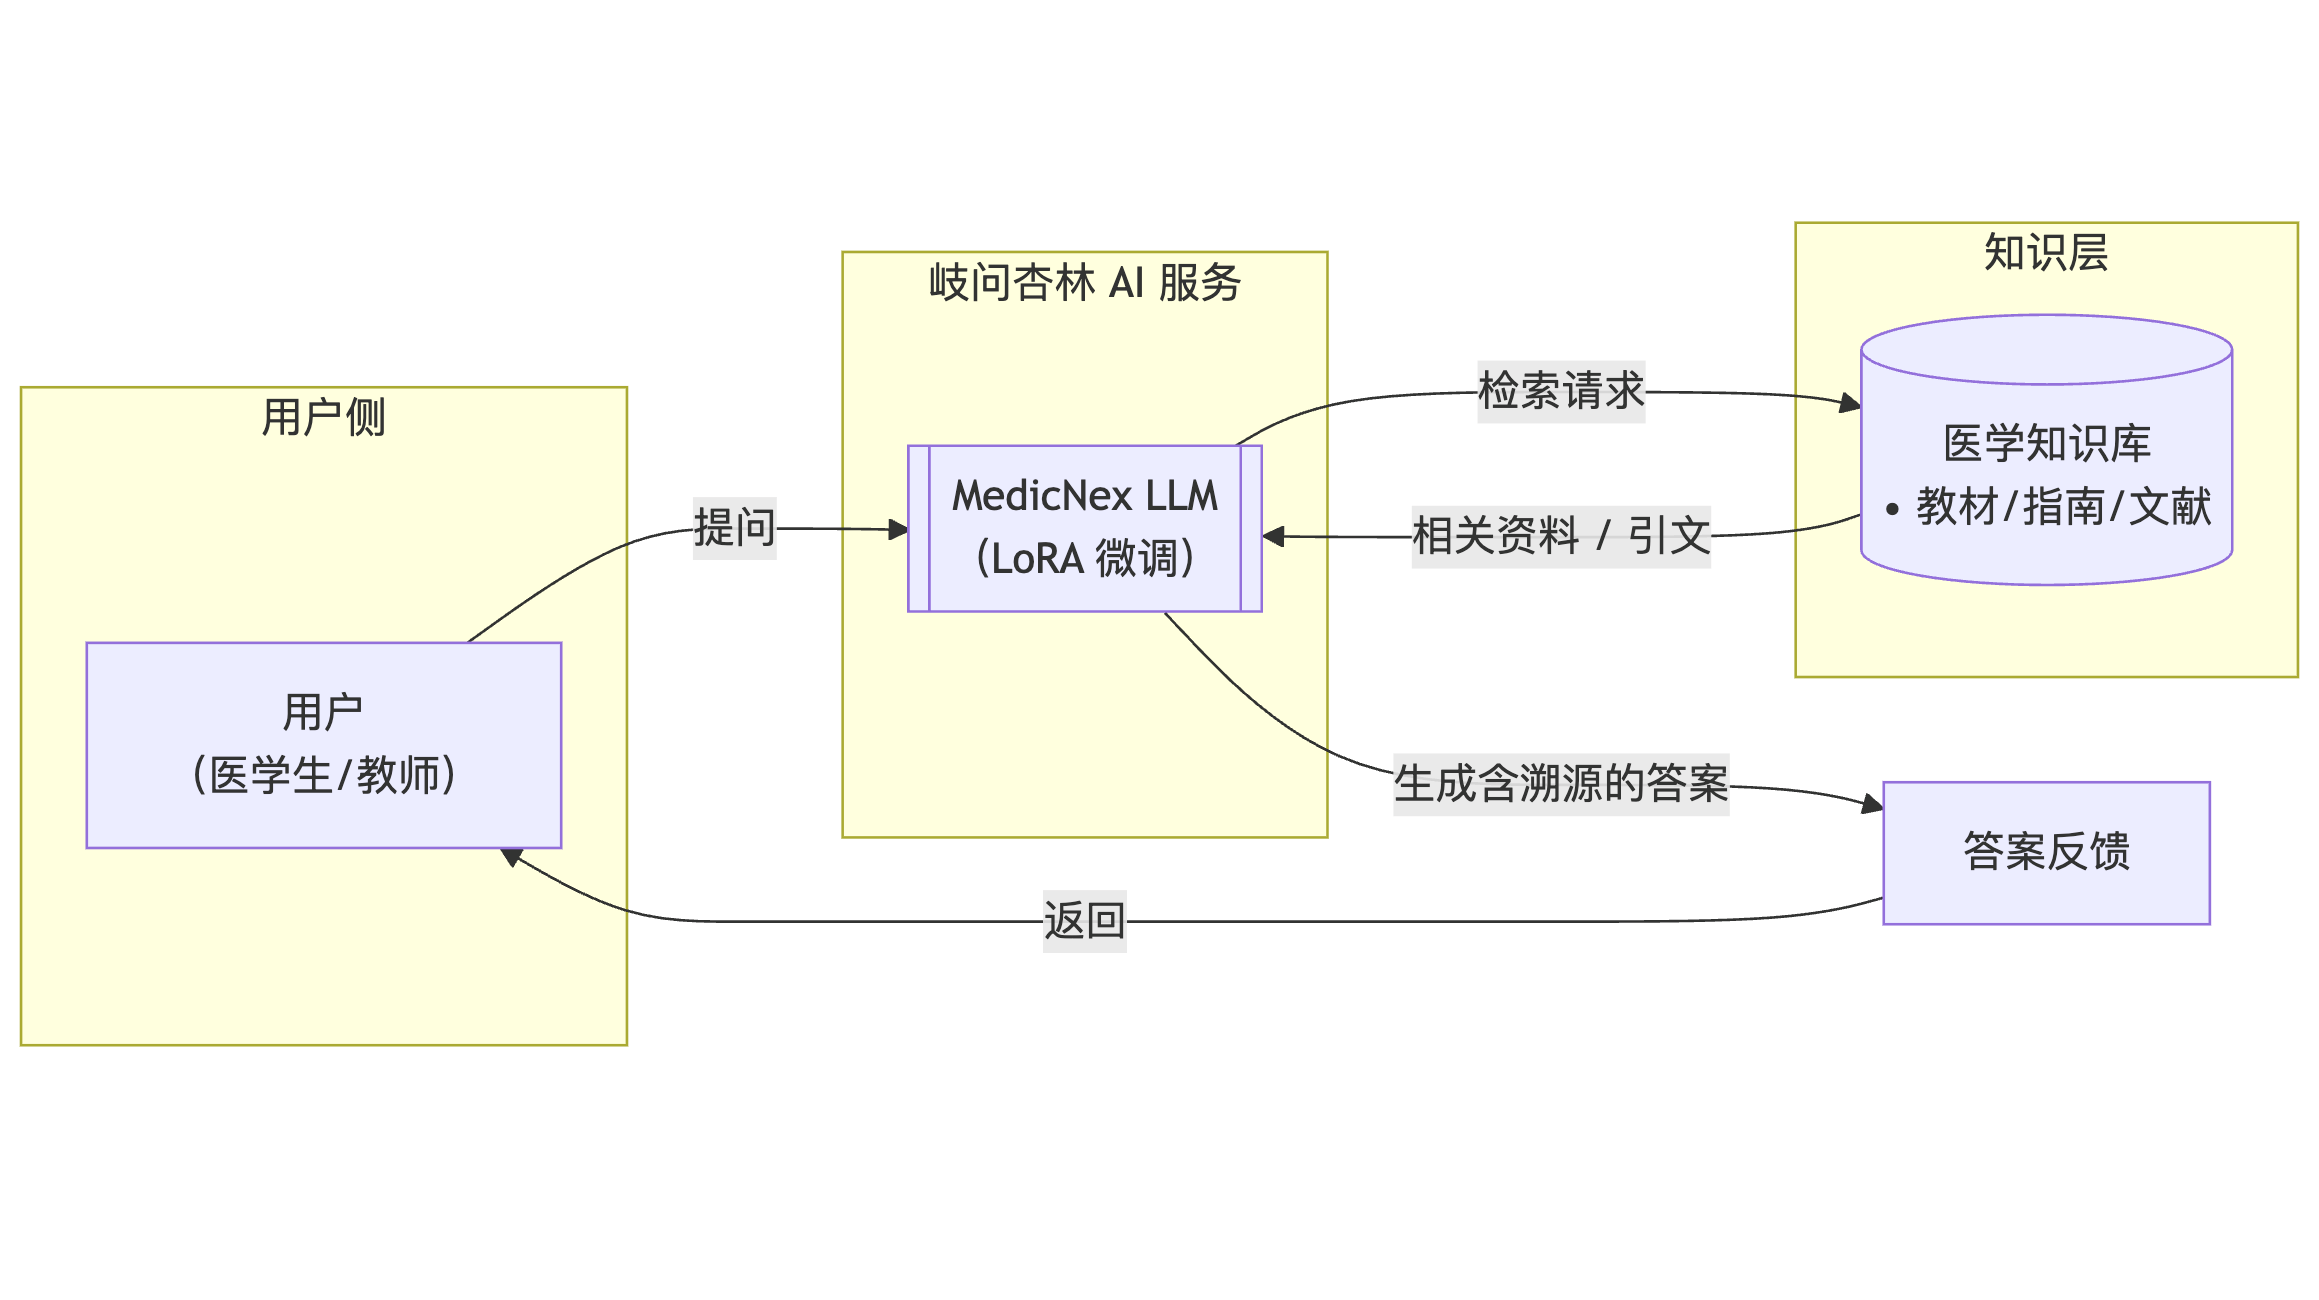 用户侧
用户
（医学生/教师）
提问
岐问杏林 AI 服务
MedicNex LLM
（LoRA 微调）
检索请求
相关资料 / 引文
知识层
医学知识库
• 教材/指南/文献
生成含溯源的答案
答案反馈
返回